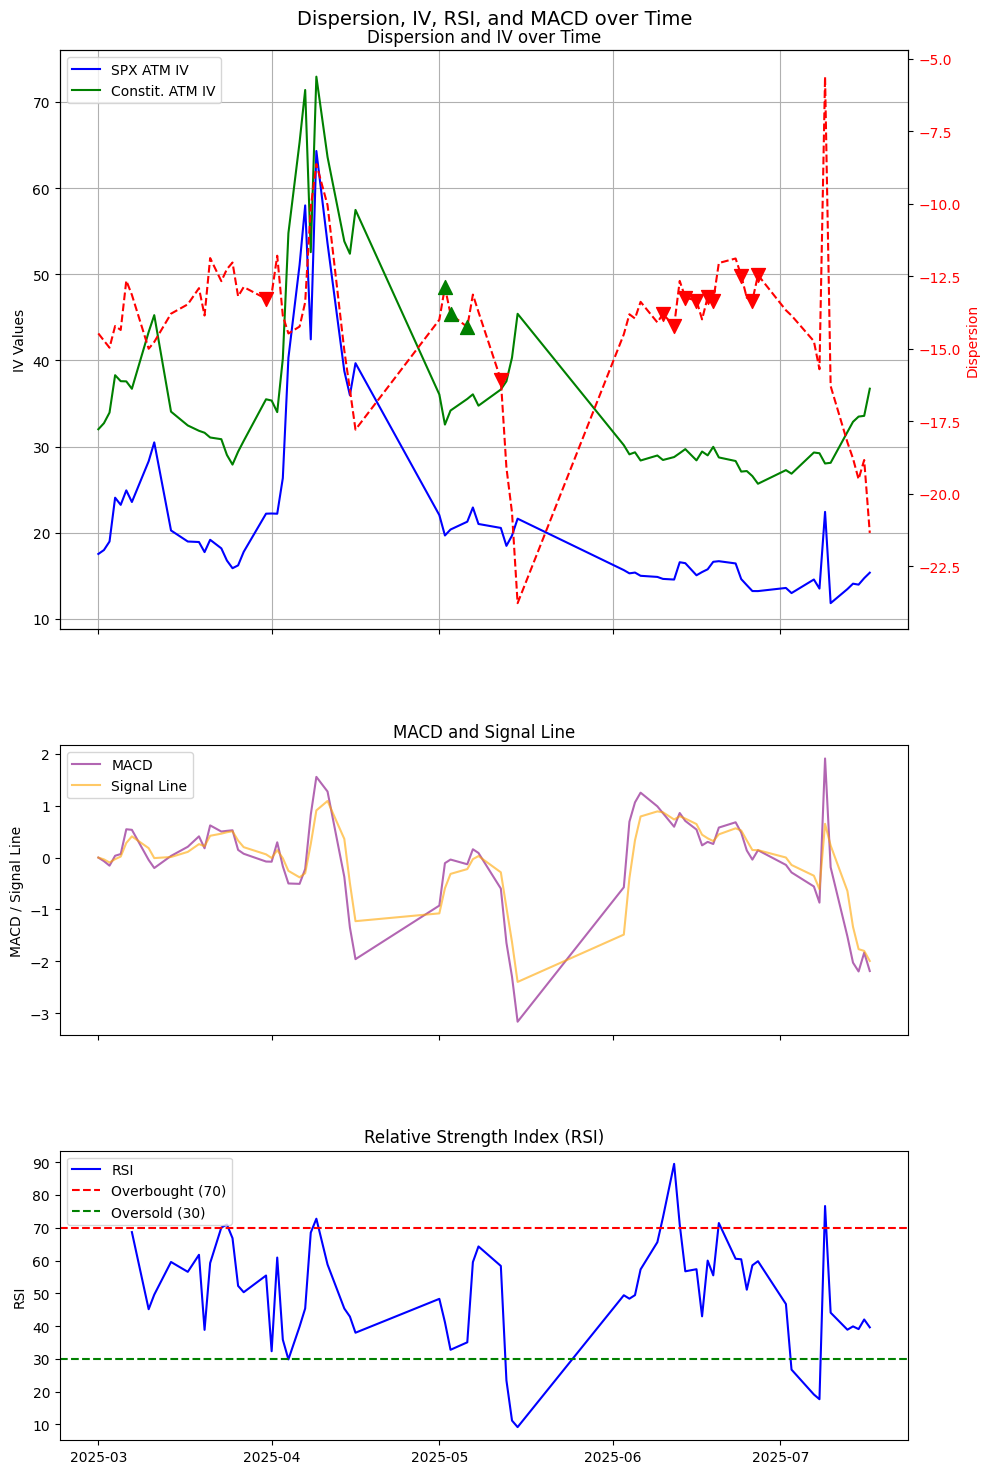 Dispersion, IV, RSI, and MACD over Time
Dispersion and IV over Time
SPX ATM IV
Constit. ATM IV
IV Values
70
60
50
40
30
20
10
−5.0
−7.5
−10.0
−12.5
−15.0
−17.5
−20.0
−22.5
Dispersion
MACD and Signal Line
MACD
Signal Line
MACD / Signal Line
2
1
0
−1
−2
−3
Relative Strength Index (RSI)
RSI
Overbought (70)
Oversold (30)
RSI
90
80
70
60
50
40
30
20
10
2025-03 2025-04 2025-05 2025-06 2025-07